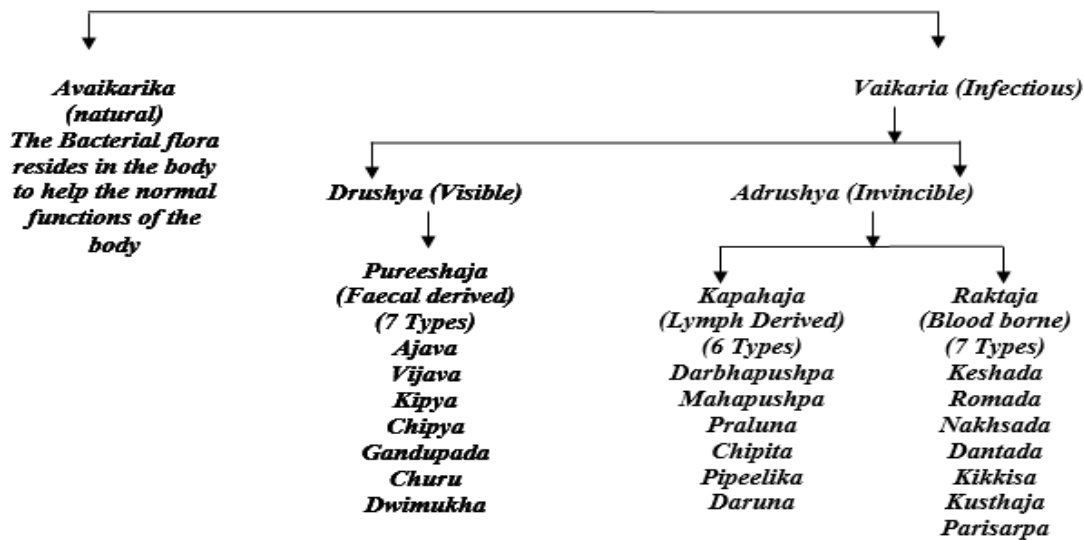 Avaikarika
(natural)
The Bacterial flora
resides in the body
to help the normal
functions of the
body
Vaikaria (Infectious)
Drushya (Visible)
Adrushya (Invincible)
Pureeshaja
(Faecal derived)
(7 Types)
Ajava
Vijava
Kipya
Chipya
Gandupada
Churu
Dwimukha
Kapahaja
(Lymph Derived)
(6 Types)
Darbhapushpa
Mahapushpa
Praluna
Chipita
Pipeelika
Daruna
Raktaja
(Blood borne)
(7 Types)
Keshada
Romada
Nakhsada
Dantada
Kikkisa
Kusthaja
Parisarpa